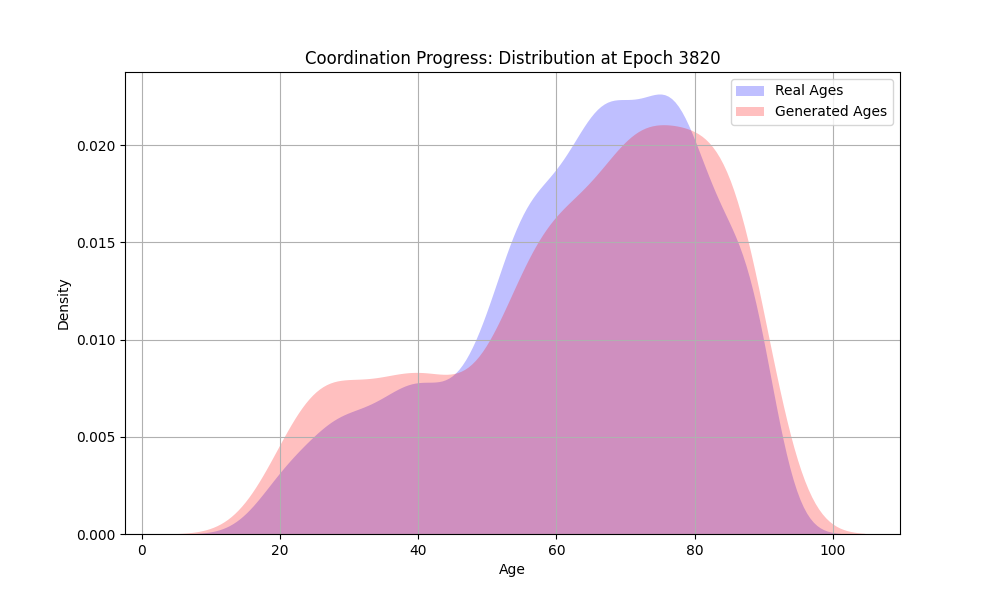 Coordination Progress: Distribution at Epoch 3820
Real Ages
Generated Ages
0.020
0.015
0.010
0.005
0.000
Density
0 20 40 60 80 100
Age